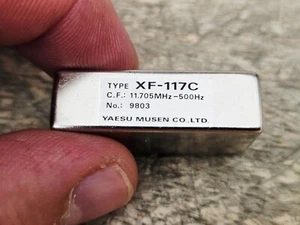 TYPE XF-117C
C.F.: 11.705MHz-500Hz
No.: 9803
YAESU MUSEN CO.LTD.